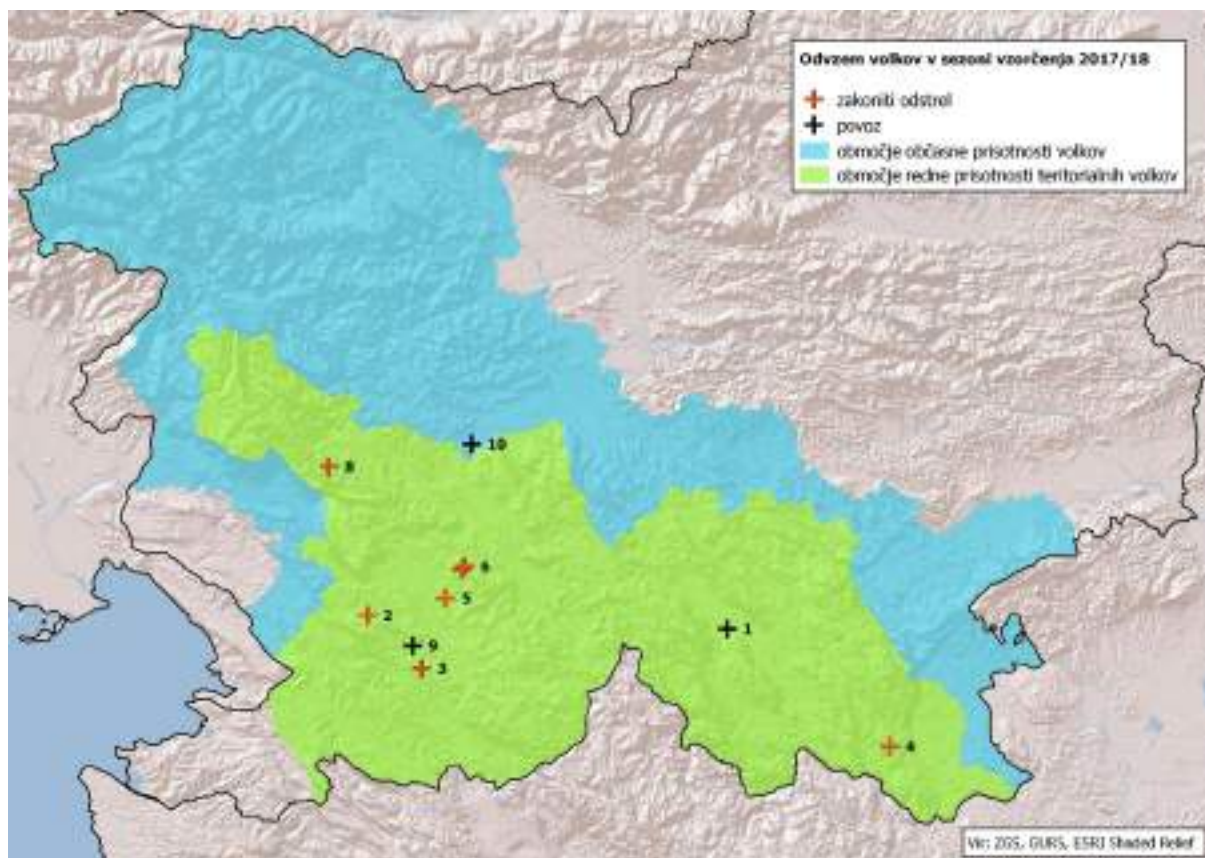 Odvzem volkov v sezoni vzorčenja 2017/18
zakoniti odstrel
povoz
območje občasne prisotnosti volkov
območje redne prisotnosti teritorialnih volkov
10
8
6
5
2
1
9
3
4
Vir: ZGS, GURS, ESRI Shaded Relief